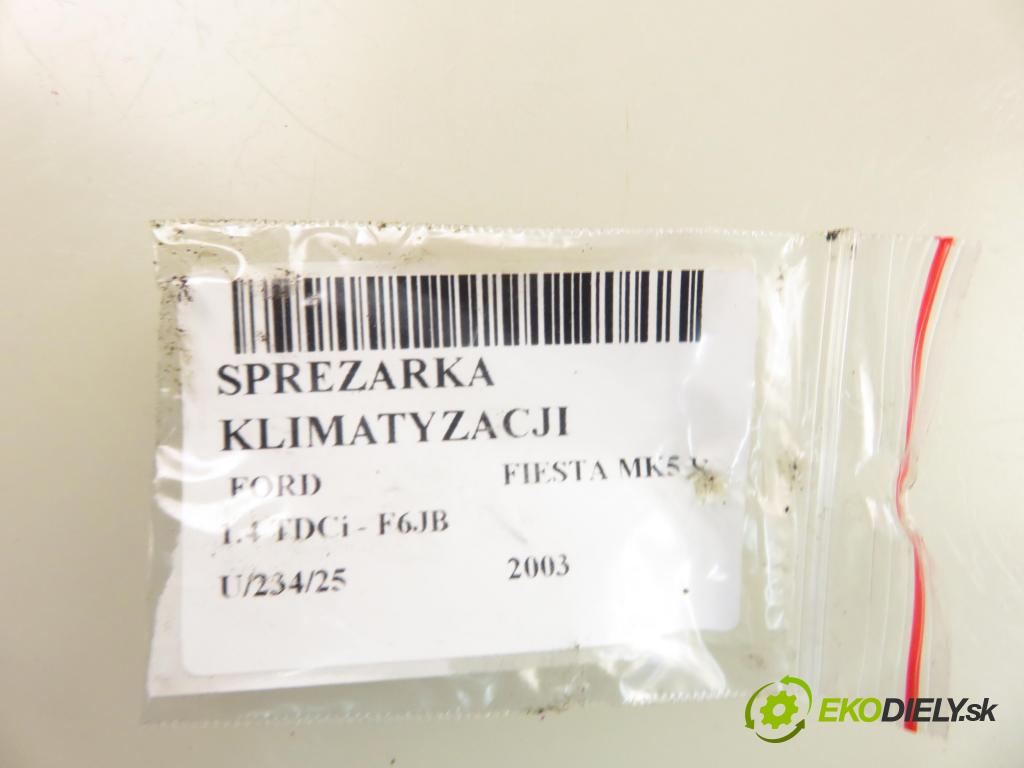 SPREZARKA
KLIMATYZACJI
FORD FIESTA MK5 V
1.4 TDCi - F6JB
U/234/25 2003
EKODIELY.sk